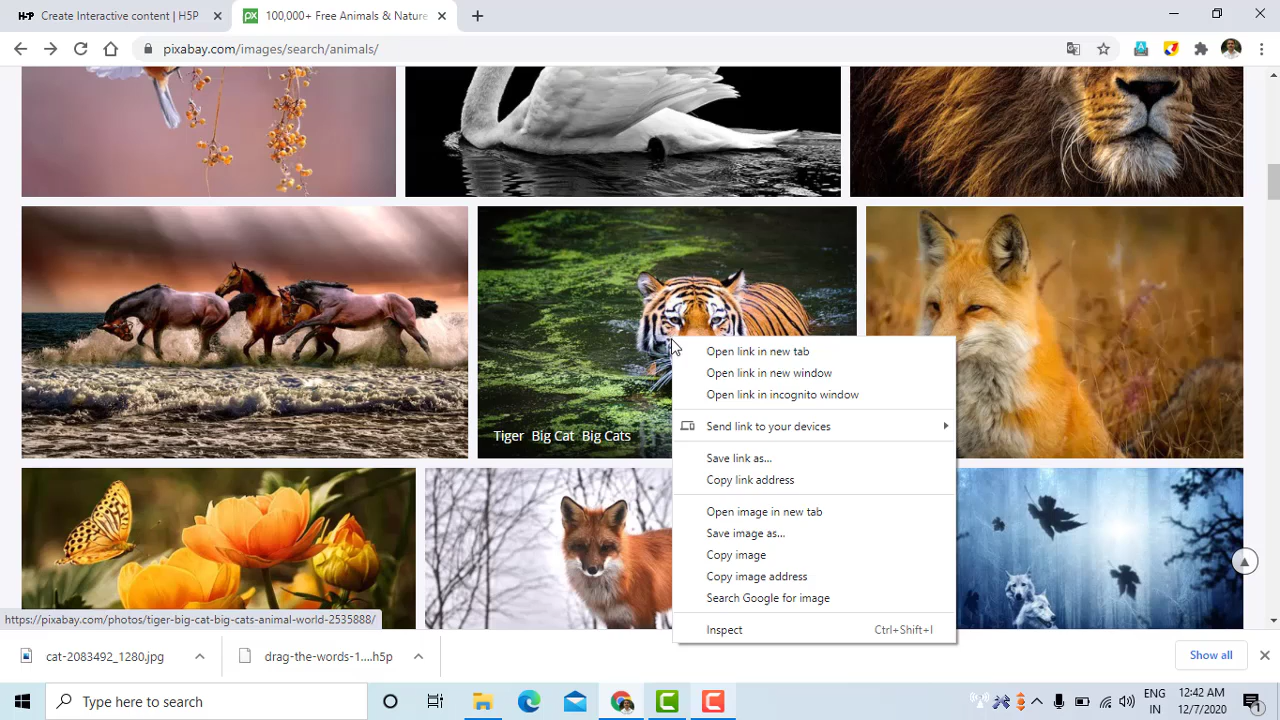 H-P Create Interactive content | H5P
px 100,000+ Free Animals & Nature
pixabay.com/images/search/animals/
Tiger Big Cat Big Cats
Open link in new tab
Open link in new window
Open link in incognito window
Send link to your devices
Save link as...
Copy link address
Open image in new tab
Save image as...
Copy image
Copy image address
Search Google for image
Inspect Ctrl+Shift+I
https://pixabay.com/photos/tiger-big-cat-big-cats-animal-world-2535888/
cat-2083492_1280.jpg
drag-the-words-1....h5p
Show all
Type here to search
ENG
IN
12:42 AM
12/7/2020
1